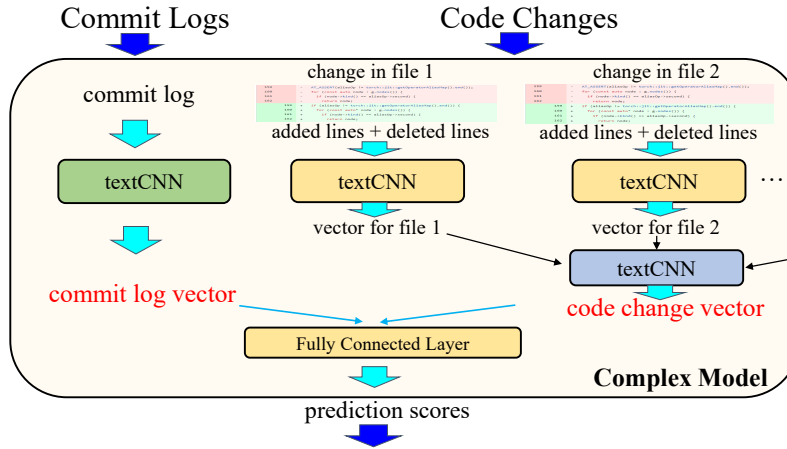 Commit Logs
Code Changes
commit log
change in file 1
change in file 2
added lines + deleted lines
added lines + deleted lines
textCNN
textCNN
textCNN
...
vector for file 1
vector for file 2
textCNN
commit log vector
code change vector
Fully Connected Layer
Complex Model
prediction scores